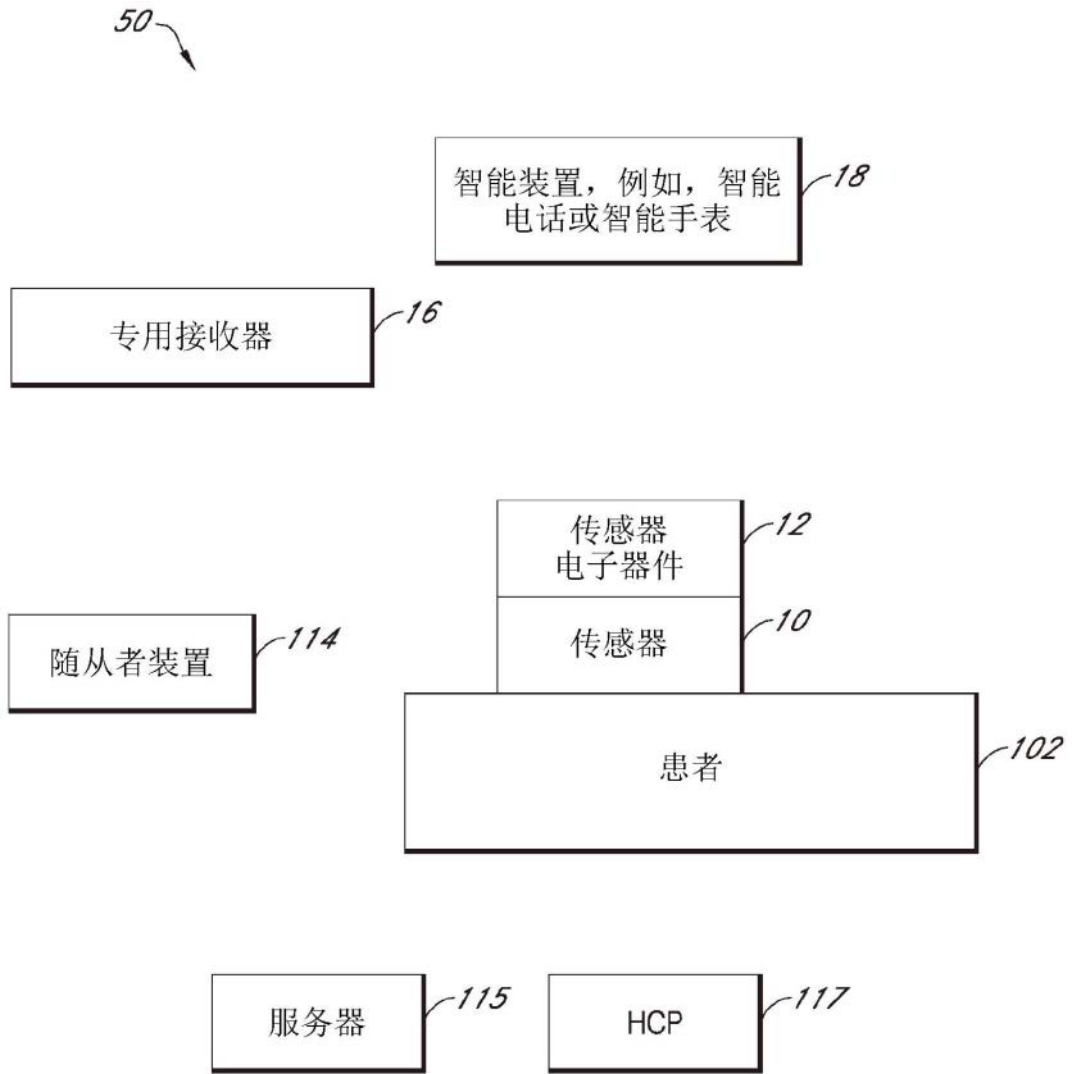 50
智能装置，例如，智能
电话或智能手表
18
专用接收器
16
传感器
电子器件
12
传感器
10
随从者装置
114
患者
102
服务器
115
HCP
117